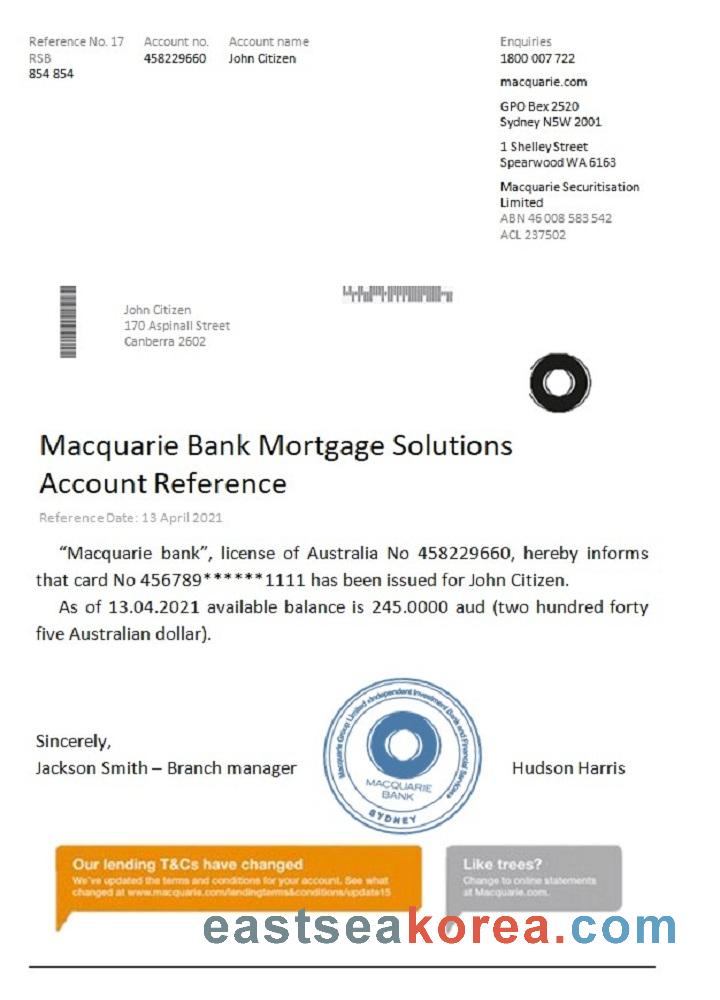 Reference No. 17 Account no. Account name
RSB 458229660 John Citizen
854 854
Enquiries
1800 007 722
macquarie.com
GPO Bex 2520
Sydney N5W 2001
1 Shelley Street
Spearwood WA 6163
Macquarie Securitisation
Limited
ABN 46 008 583 542
ACL 237502
John Citizen
170 Aspinall Street
Canberra 2602
Macquarie Bank Mortgage Solutions
Account Reference
Reference Date: 13 April 2021
“Macquarie bank”, license of Australia No 458229660, hereby informs
that card No 456789******1111 has been issued for John Citizen.
As of 13.04.2021 available balance is 245.0000 aud (two hundred forty
five Australian dollar).
Sincerely,
Jackson Smith – Branch manager
Macquarie Group Limited •Independent Investment Bank and Financial Services•
MACQUARIE
BANK
SYDNEY
Hudson Harris
Our lending T&Cs have changed
We've updated the terms and conditions for your account. See what
changed at www.macquarie.com/lendingterms&conditions/update15
Like trees?
Change to online statements
at Macquarie.com.
eastseakorea.com